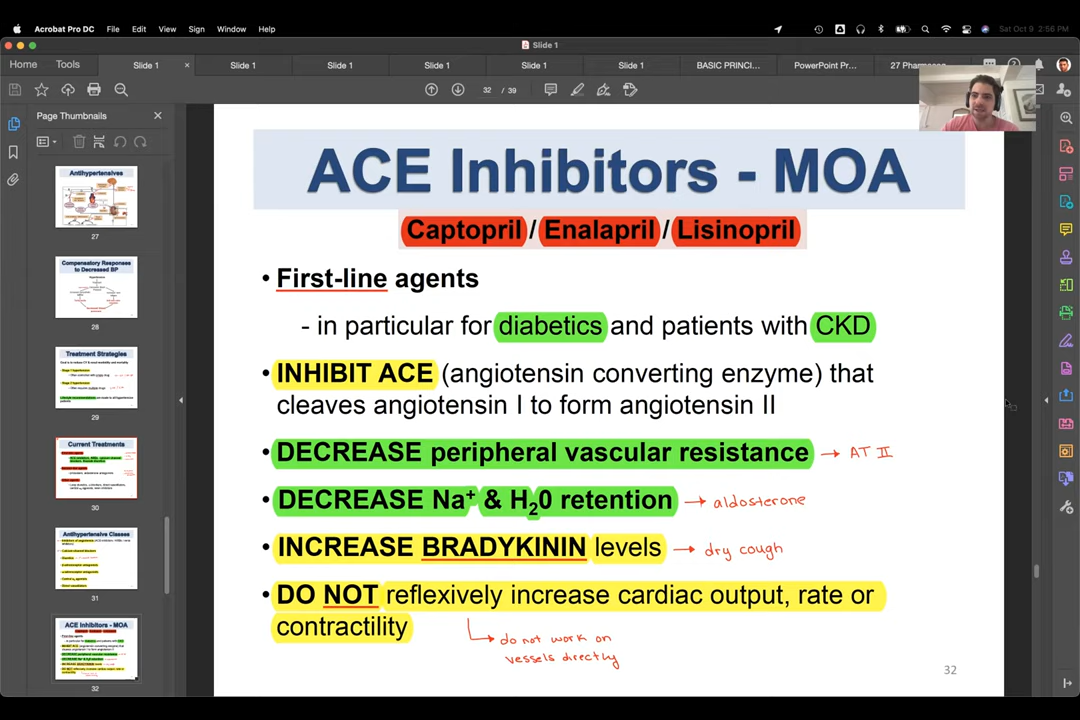 Acrobat Pro DC File Edit View Sign Window Help Sat Oct 9 2:56 PM
Slide 1
Home Tools Slide 1 × Slide 1 Slide 1 Slide 1 Slide 1 Slide 1 BASIC PRINCI... PowerPoint Pr...
32 / 39
Page Thumbnails
Antihypertensives
27
Compensatory Responses
to Decreased BP
28
Treatment Strategies
29
Current Treatments
30
Antihypertensive Classes
31
ACE Inhibitors - MOA
32
ACE Inhibitors - MOA
Captopril / Enalapril / Lisinopril
• First-line agents
- in particular for diabetics and patients with CKD
• INHIBIT ACE (angiotensin converting enzyme) that
cleaves angiotensin I to form angiotensin II
• DECREASE peripheral vascular resistance → AT II
• DECREASE Na+ & H20 retention → aldosterone
• INCREASE BRADYKININ levels → dry cough
• DO NOT reflexively increase cardiac output, rate or
contractility
do not work on
vessels directly
32